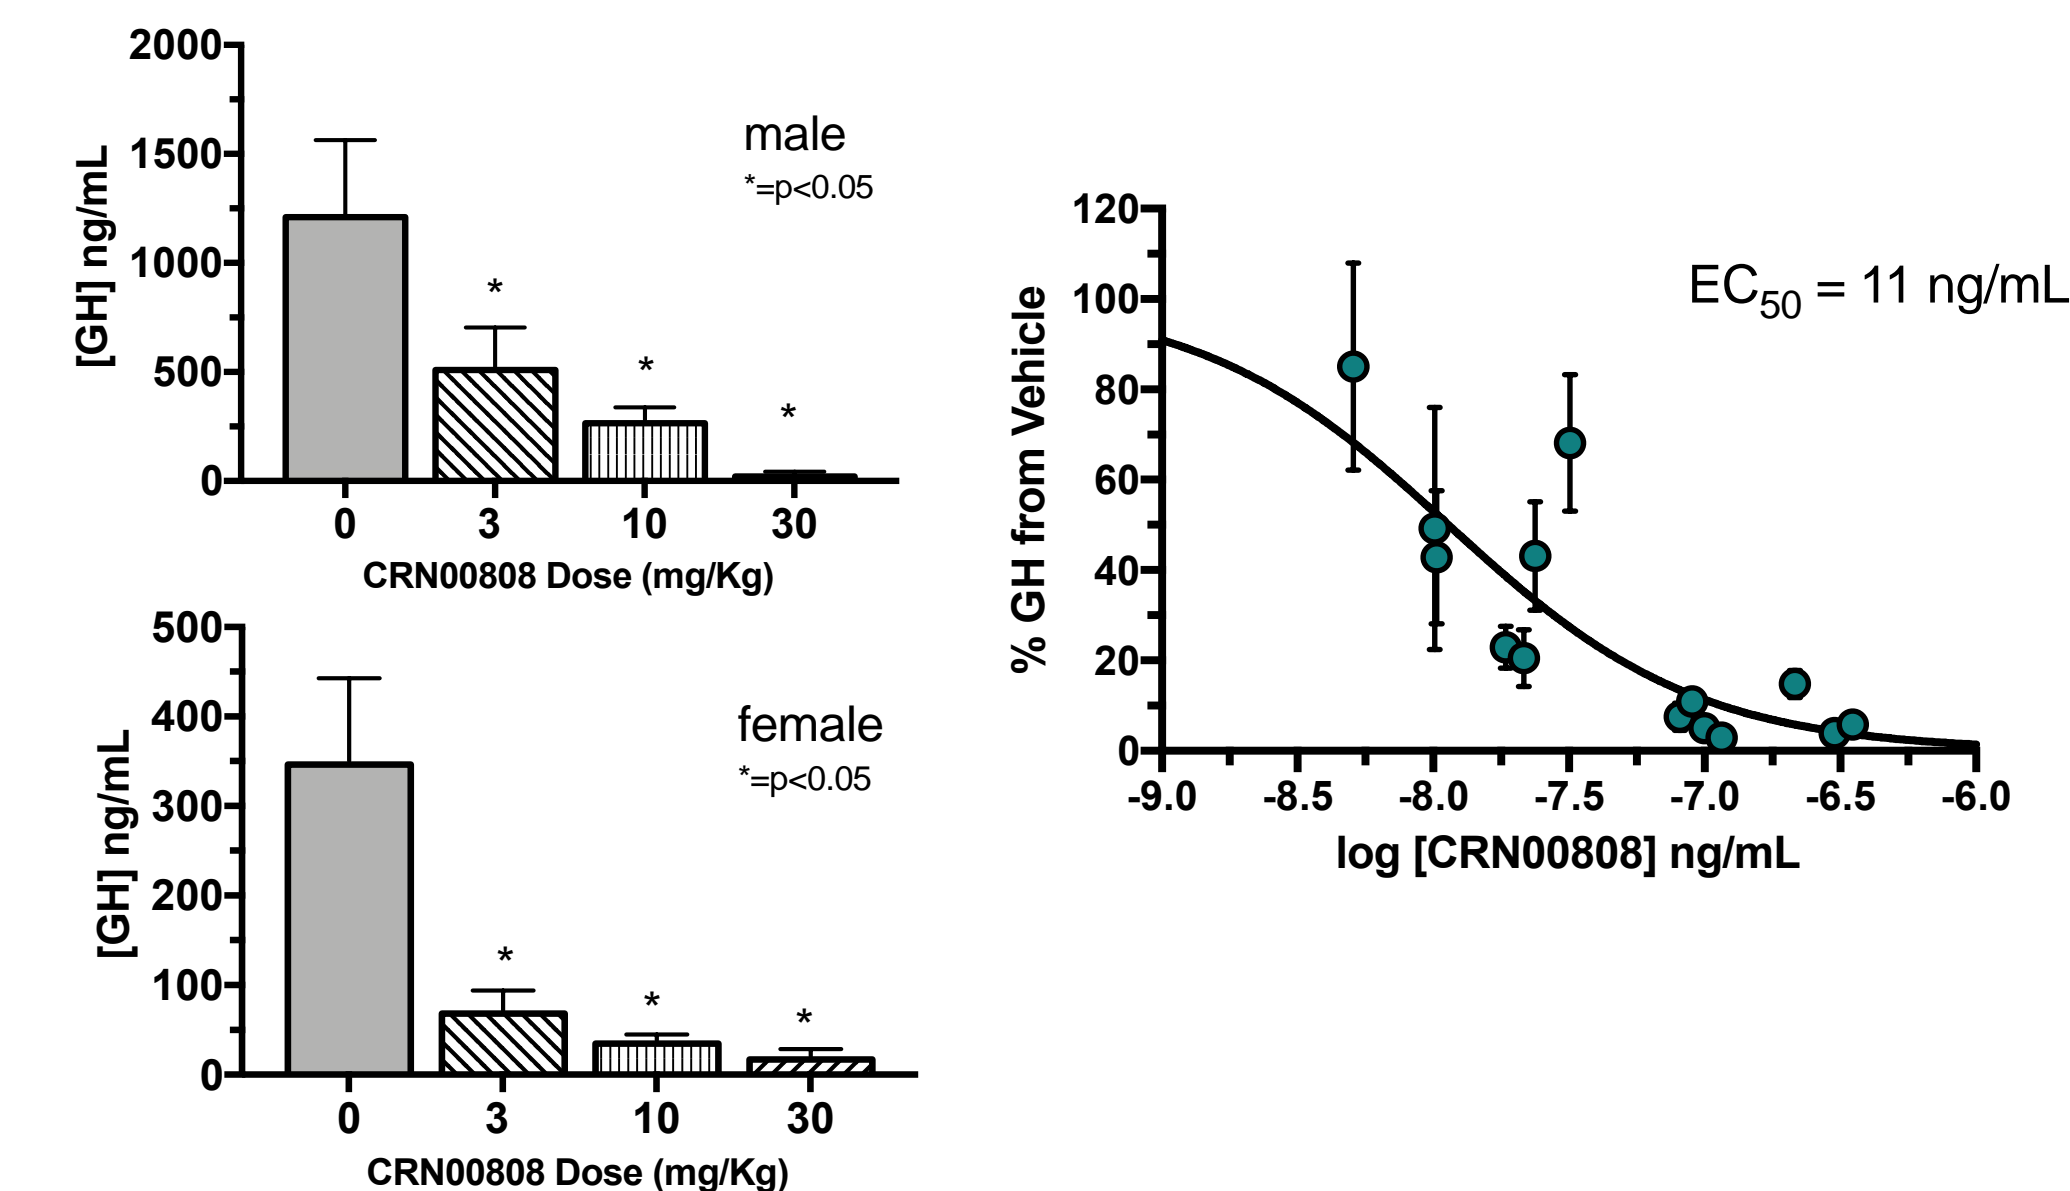 2000
1500
1000
500
0
[GH] ng/mL
male
*=p<0.05
*
*
*
0 3 10 30
CRN00808 Dose (mg/Kg)
500
400
300
200
100
0
[GH] ng/mL
female
*=p<0.05
*
*
*
0 3 10 30
CRN00808 Dose (mg/Kg)
120
100
80
60
40
20
0
% GH from Vehicle
EC50 = 11 ng/mL
-9.0 -8.5 -8.0 -7.5 -7.0 -6.5 -6.0
log [CRN00808] ng/mL